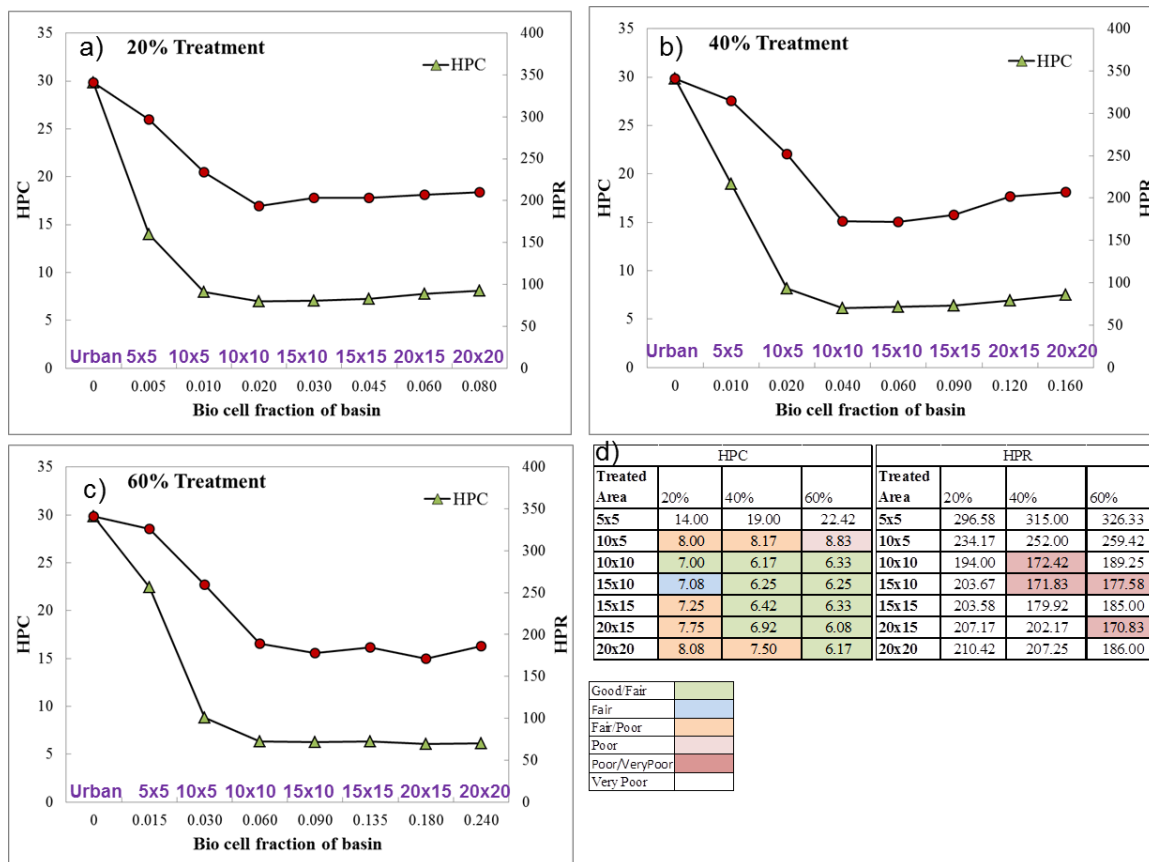 a) 20% Treatment
HPC
35
30
25
20
15
10
5
0
HPC
400
350
300
250
200
150
100
50
0
HPR
Urban 5x5 10x5 10x10 15x10 15x15 20x15 20x20
0 0.005 0.010 0.020 0.030 0.045 0.060 0.080
Bio cell fraction of basin
b) 40% Treatment
HPC
35
30
25
20
15
10
5
0
HPC
400
350
300
250
200
150
100
50
0
HPR
Urban 5x5 10x5 10x10 15x10 15x15 20x15 20x20
0 0.010 0.020 0.040 0.060 0.090 0.120 0.160
Bio cell fraction of basin
c) 60% Treatment
HPC
35
30
25
20
15
10
5
0
HPC
400
350
300
250
200
150
100
50
0
HPR
Urban 5x5 10x5 10x10 15x10 15x15 20x15 20x20
0 0.015 0.030 0.060 0.090 0.135 0.180 0.240
Bio cell fraction of basin
d) HPC
Treated
Area 20% 40% 60%
5x5 14.00 19.00 22.42
10x5 8.00 8.17 8.83
10x10 7.00 6.17 6.33
15x10 7.08 6.25 6.25
15x15 7.25 6.42 6.33
20x15 7.75 6.92 6.08
20x20 8.08 7.50 6.17
HPR
Treated
Area 20% 40% 60%
5x5 296.58 315.00 326.33
10x5 234.17 252.00 259.42
10x10 194.00 172.42 189.25
15x10 203.67 171.83 177.58
15x15 203.58 179.92 185.00
20x15 207.17 202.17 170.83
20x20 210.42 207.25 186.00
Good/Fair
Fair
Fair/Poor
Poor
Poor/VeryPoor
Very Poor